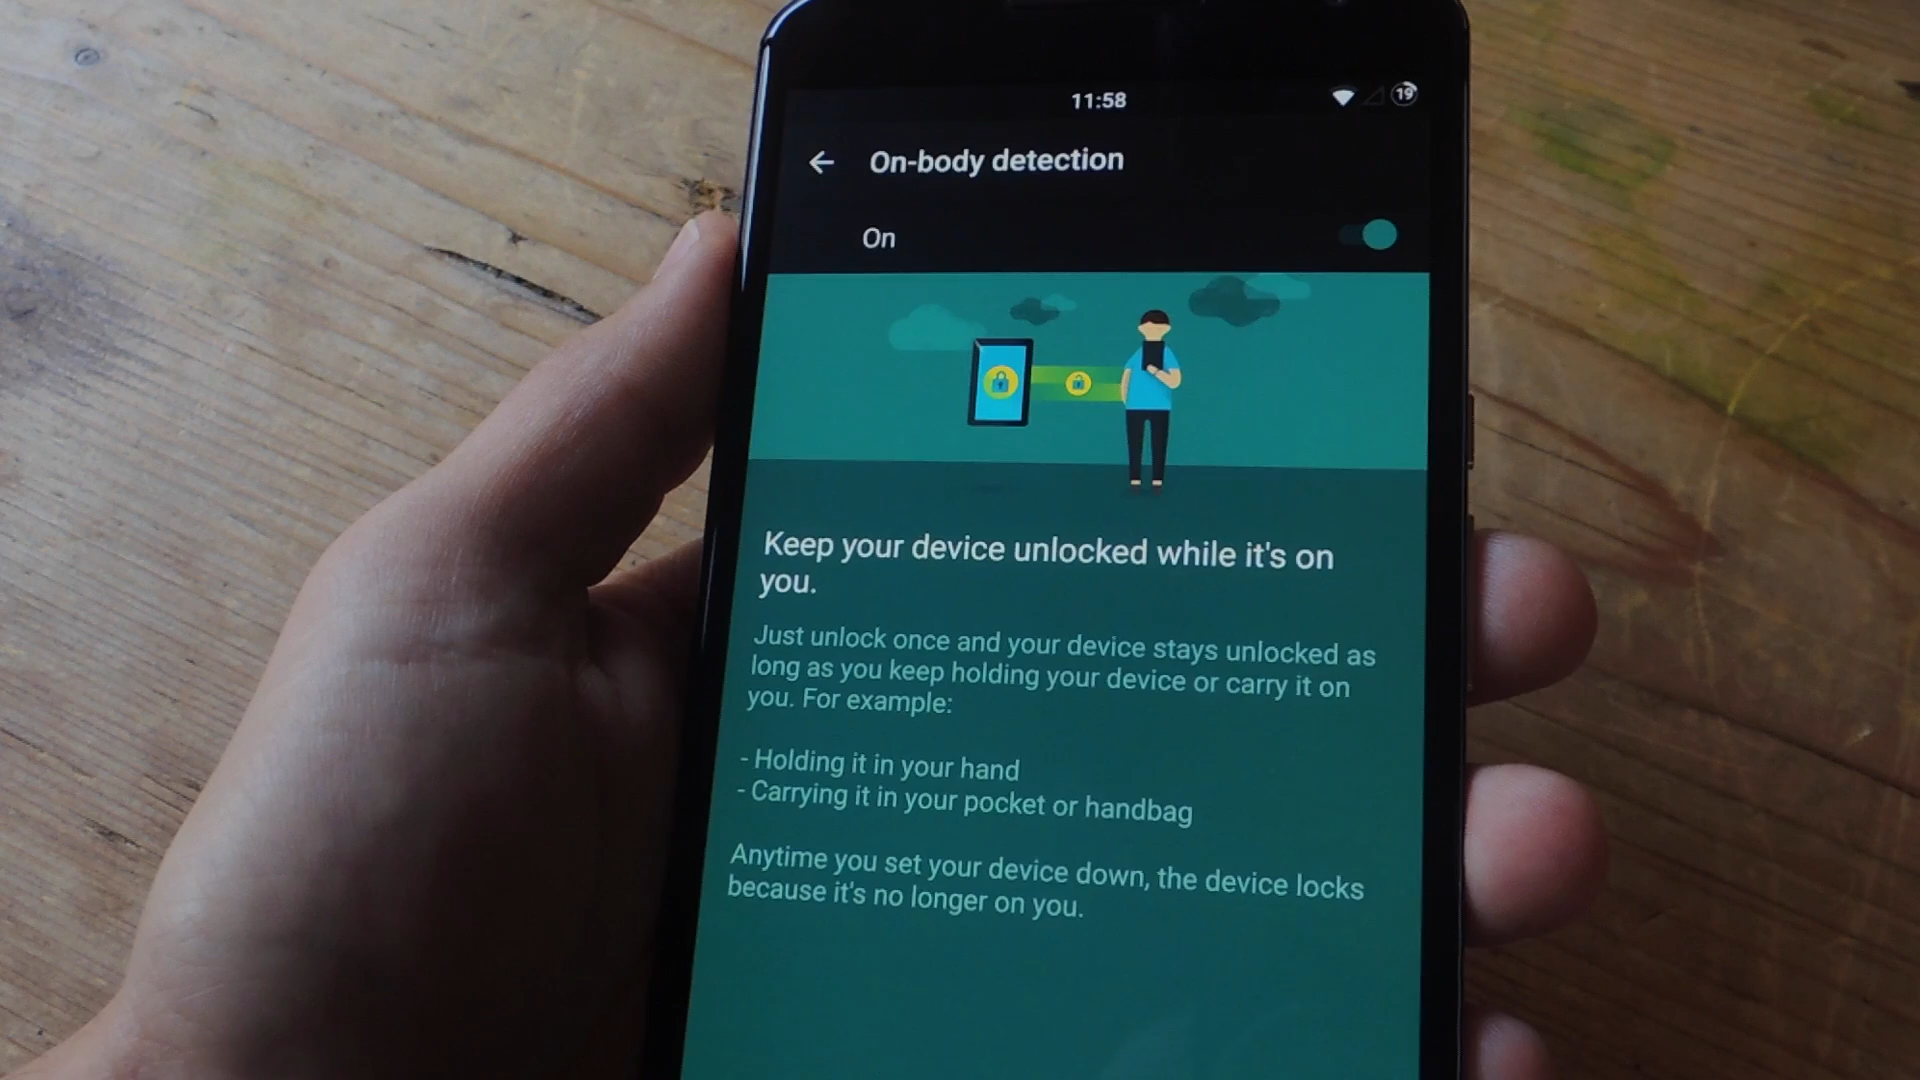 11:58
19
On-body detection
On
Keep your device unlocked while it's on
you.
Just unlock once and your device stays unlocked as
long as you keep holding your device or carry it on
you. For example:
- Holding it in your hand
- Carrying it in your pocket or handbag
Anytime you set your device down, the device locks
because it's no longer on you.